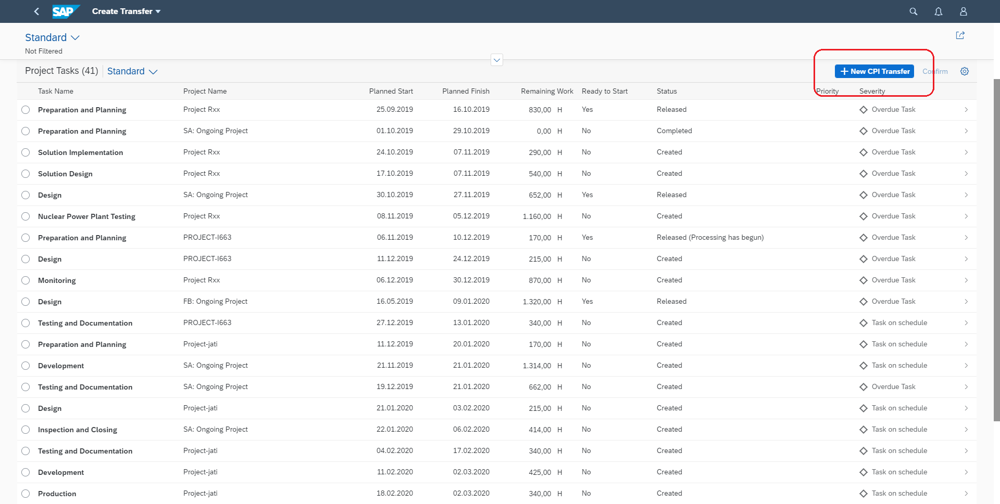 SAP Create Transfer
Standard
Not Filtered
Project Tasks (41) Standard New CPI Transfer Confirm
Task Name Project Name Planned Start Planned Finish Remaining Work Ready to Start Status Priority Severity
Preparation and Planning Project Rxx 25.09.2019 16.10.2019 830,00 H Yes Released Overdue Task
Preparation and Planning SA: Ongoing Project 01.10.2019 29.10.2019 0,00 H No Completed Overdue Task
Solution Implementation Project Rxx 24.10.2019 07.11.2019 290,00 H No Created Overdue Task
Solution Design Project Rxx 17.10.2019 07.11.2019 540,00 H No Created Overdue Task
Design SA: Ongoing Project 30.10.2019 27.11.2019 652,00 H Yes Released Overdue Task
Nuclear Power Plant Testing Project Rxx 08.11.2019 05.12.2019 1.160,00 H No Created Overdue Task
Preparation and Planning PROJECT-I663 06.11.2019 10.12.2019 170,00 H Yes Released (Processing has begun) Overdue Task
Design PROJECT-I663 11.12.2019 24.12.2019 215,00 H No Created Overdue Task
Monitoring Project Rxx 06.12.2019 30.12.2019 870,00 H No Created Overdue Task
Design FB: Ongoing Project 16.05.2019 09.01.2020 1.320,00 H Yes Released Overdue Task
Testing and Documentation PROJECT-I663 27.12.2019 13.01.2020 340,00 H No Created Task on schedule
Preparation and Planning Project-jati 11.12.2019 20.01.2020 170,00 H No Created Task on schedule
Development SA: Ongoing Project 21.11.2019 21.01.2020 1.314,00 H No Created Task on schedule
Testing and Documentation SA: Ongoing Project 19.12.2019 21.01.2020 662,00 H No Created Overdue Task
Design Project-jati 21.01.2020 03.02.2020 215,00 H No Created Task on schedule
Inspection and Closing SA: Ongoing Project 22.01.2020 06.02.2020 414,00 H No Created Task on schedule
Testing and Documentation Project-jati 04.02.2020 17.02.2020 340,00 H No Created Task on schedule
Development Project-jati 11.02.2020 02.03.2020 425,00 H No Created Task on schedule
Production Project-jati 18.02.2020 02.03.2020 340,00 H No Created Task on schedule